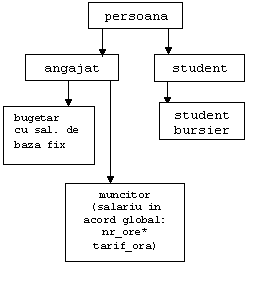 persoana
angajat
student
bugetar
cu sal. de
baza fix
student
bursier
muncitor
(salariu in
acord global:
nr_ore*
tarif_ora)